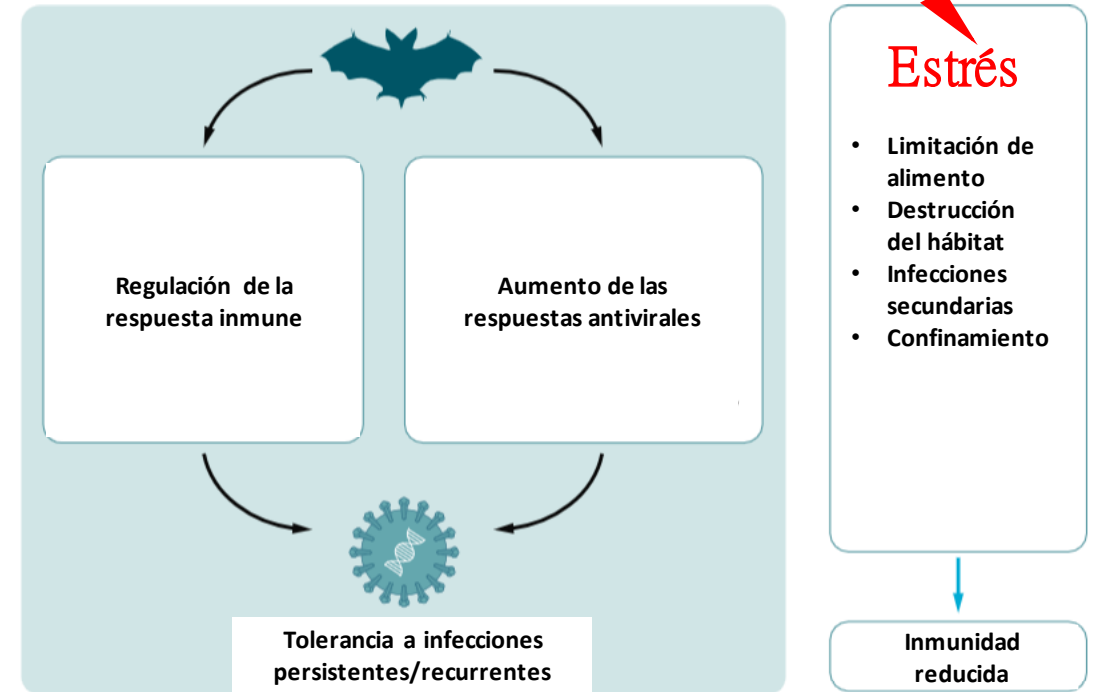 Regulación de la
respuesta inmune
Aumento de las
respuestas antivirales
Tolerancia a infecciones
persistentes/recurrentes
Estrés
• Limitación de
alimento
• Destrucción
del hábitat
• Infecciones
secundarias
• Confinamiento
Inmunidad
reducida